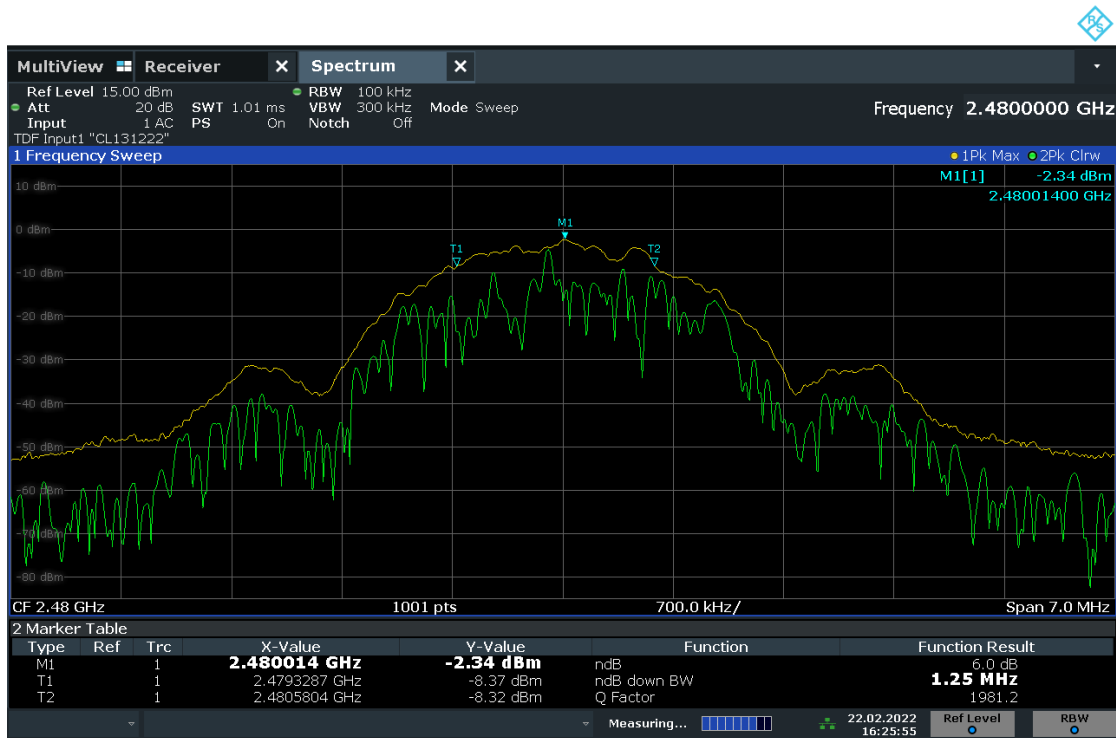 R&S
MultiView Receiver X Spectrum X
Ref Level 15.00 dBm RBW 100 kHz
Att 20 dB SWT 1.01 ms VBW 300 kHz Mode Sweep Frequency 2.4800000 GHz
Input 1 AC PS On Notch Off
TDF Input1 "CL131222"
1 Frequency Sweep 1Pk Max 2Pk Clrw
M1[1] -2.34 dBm
10 dBm
2.48001400 GHz
M1
0 dBm
T1 T2
-10 dBm
-20 dBm
-30 dBm
-40 dBm
-50 dBm
-60 dBm
-70 dBm
-80 dBm
CF 2.48 GHz 1001 pts 700.0 kHz/ Span 7.0 MHz
2 Marker Table
Type Ref Trc X-Value Y-Value Function Function Result
M1 1 2.480014 GHz -2.34 dBm ndB 6.0 dB
T1 1 2.4793287 GHz -8.37 dBm ndB down BW 1.25 MHz
T2 1 2.4805804 GHz -8.32 dBm Q Factor 1981.2
Measuring... 22.02.2022 Ref Level RBW
16:25:55